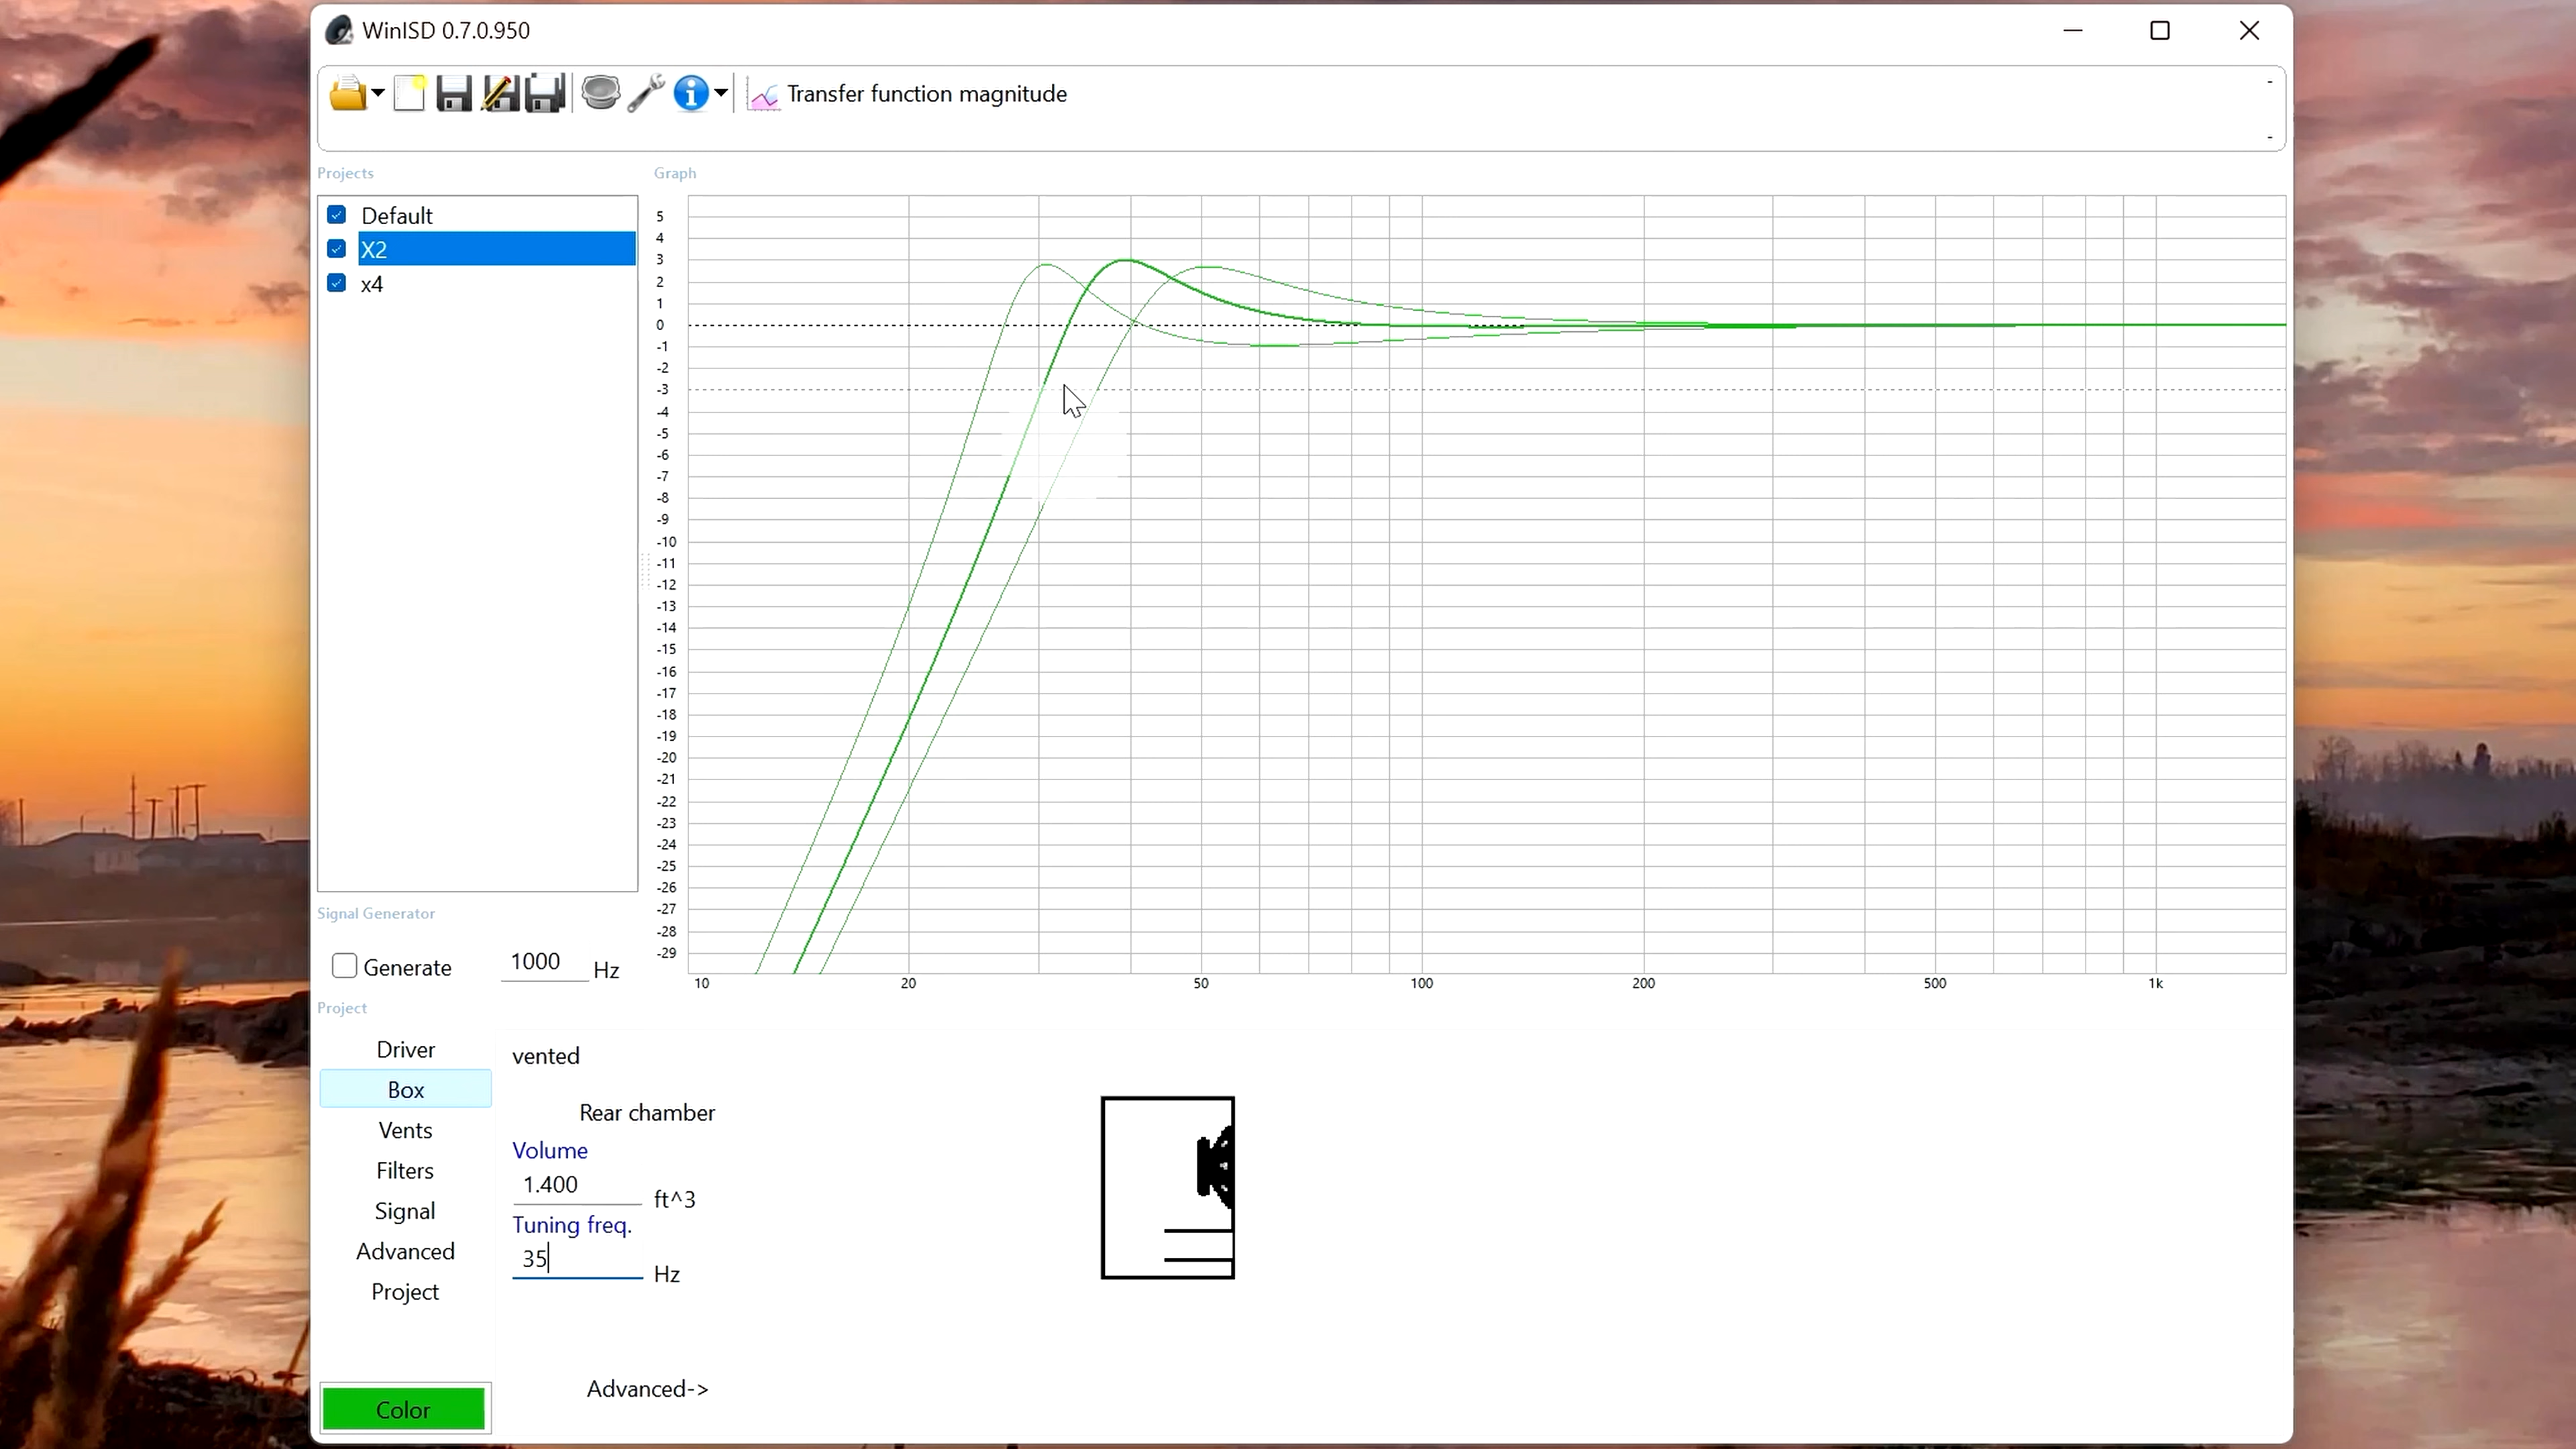 WinISD 0.7.0.950
Transfer function magnitude
Projects
Graph
Default
X2
x4
5
4
3
2
1
0
-1
-2
-3
-4
-5
-6
-7
-8
-9
-10
-11
-12
-13
-14
-15
-16
-17
-18
-19
-20
-21
-22
-23
-24
-25
-26
-27
-28
-29
10 20 50 100 200 500 1k
Signal Generator
Generate 1000 Hz
Project
Driver
Box
Vents
Filters
Signal
Advanced
Project
Color
vented
Rear chamber
Volume
1.400 ft^3
Tuning freq.
35 Hz
Advanced->